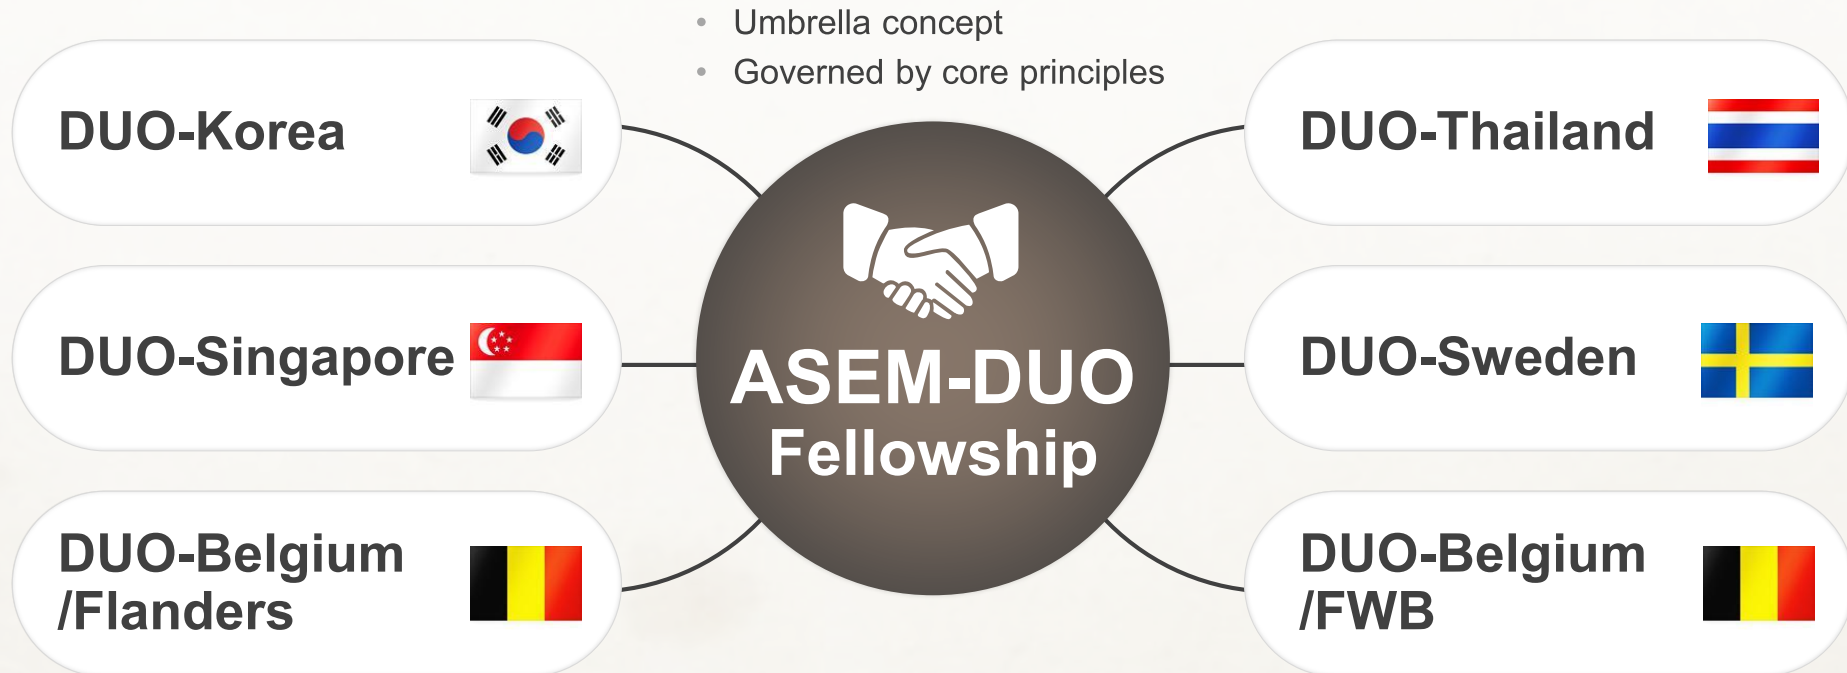 • Umbrella concept
• Governed by core principles
DUO-Korea
DUO-Singapore
DUO-Belgium
/Flanders
ASEM-DUO
Fellowship
DUO-Thailand
DUO-Sweden
DUO-Belgium
/FWB